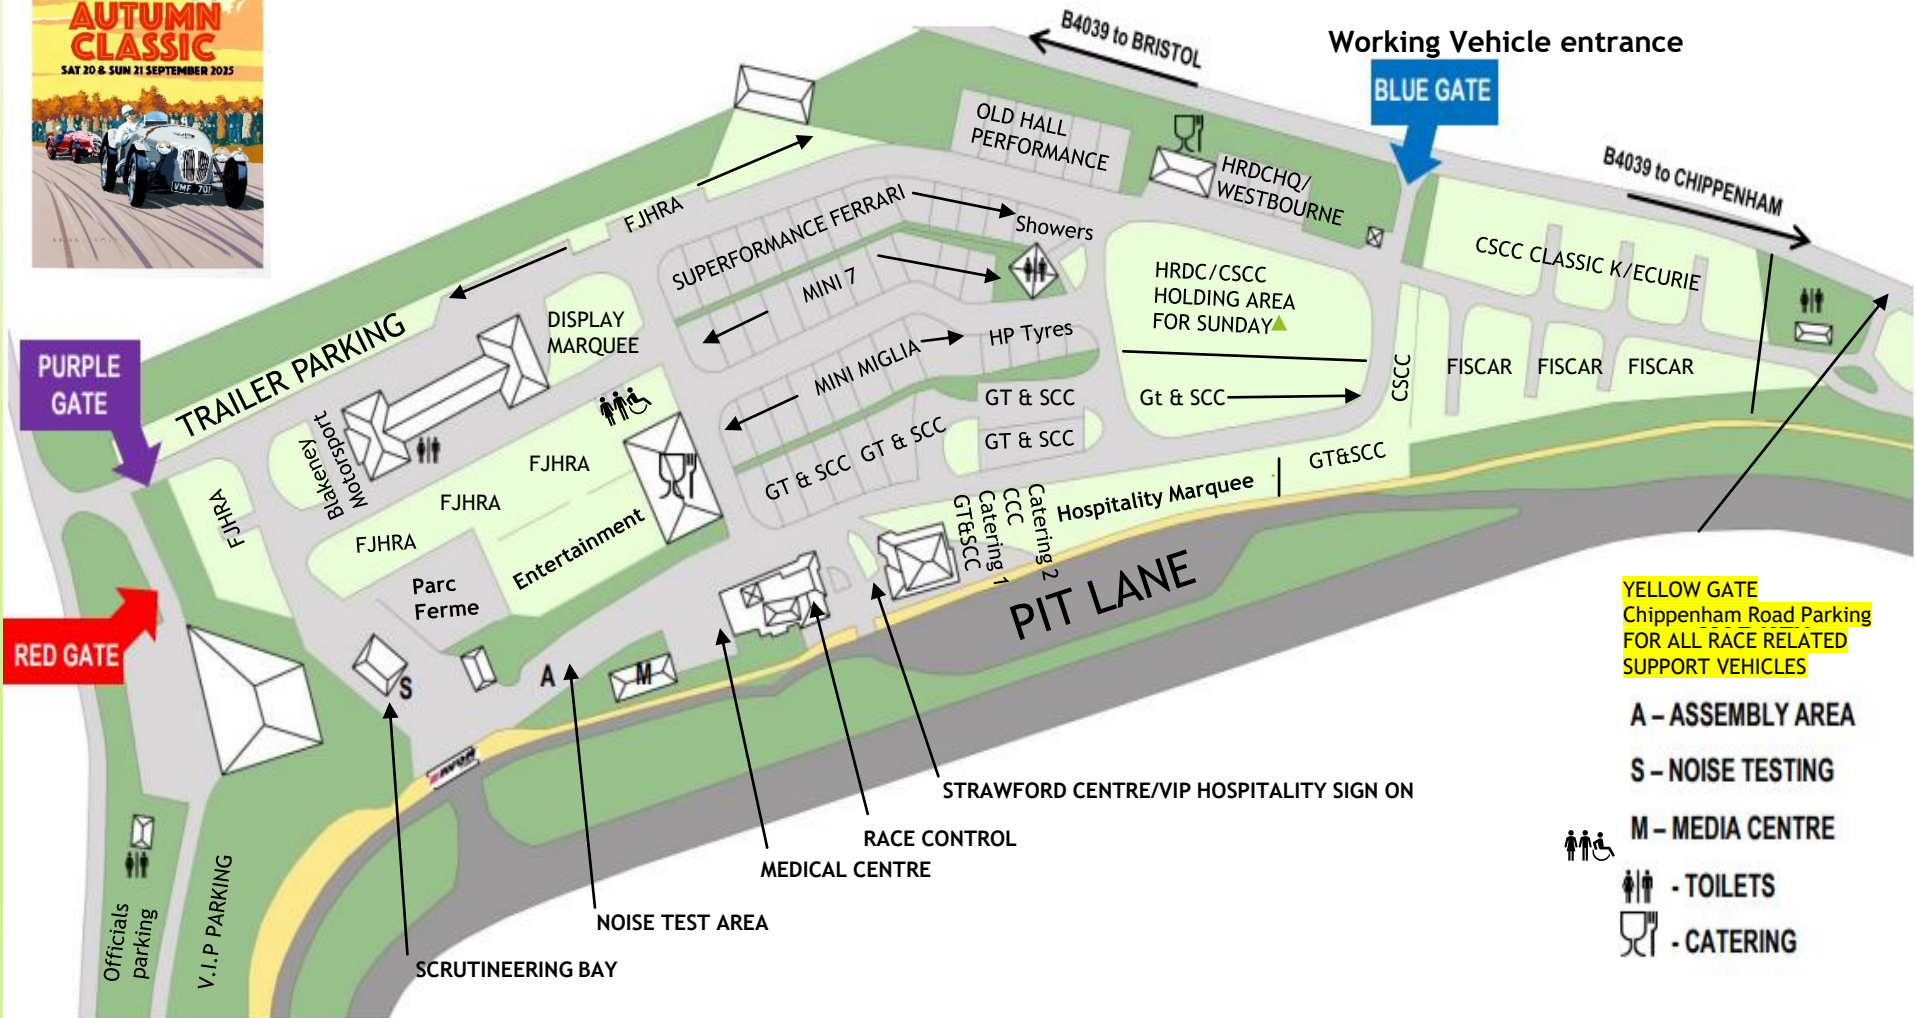 AUTUMN
CLASSIC
SAT 20 & SUN 21 SEPTEMBER 2025
VMF 701
B4039 to BRISTOL
Working Vehicle entrance
BLUE GATE
B4039 to CHIPPENHAM
OLD HALL
PERFORMANCE
HRDCHQ/
WESTBOURNE
FJHRA
SUPERFORMANCE FERRARI
Showers
MINI 7
CSCC CLASSIC K/ECURIE
HRDC/CSCC
HOLDING AREA
FOR SUNDAY
DISPLAY
MARQUEE
TRAILER PARKING
PURPLE
GATE
MINI MIGLIA
HP Tyres
CSCC
FISCAR
FISCAR
FISCAR
GT & SCC
Gt & SCC
GT & SCC
GT & SCC
GT & SCC
GT&SCC
Blakeney
Motorsport
FJHRA
FJHRA
FJHRA
FJHRA
Entertainment
Parc
Ferme
Hospitality Marquee
GT&SCC
Catering 1
CCC
Catering 2
PIT LANE
RED GATE
S
A
M
AVON
YELLOW GATE
Chippenham Road Parking
FOR ALL RACE RELATED
SUPPORT VEHICLES
A – ASSEMBLY AREA
S – NOISE TESTING
M – MEDIA CENTRE
- TOILETS
- CATERING
STRAWFORD CENTRE/VIP HOSPITALITY SIGN ON
RACE CONTROL
MEDICAL CENTRE
NOISE TEST AREA
SCRUTINEERING BAY
Officials
parking
V.I.P PARKING